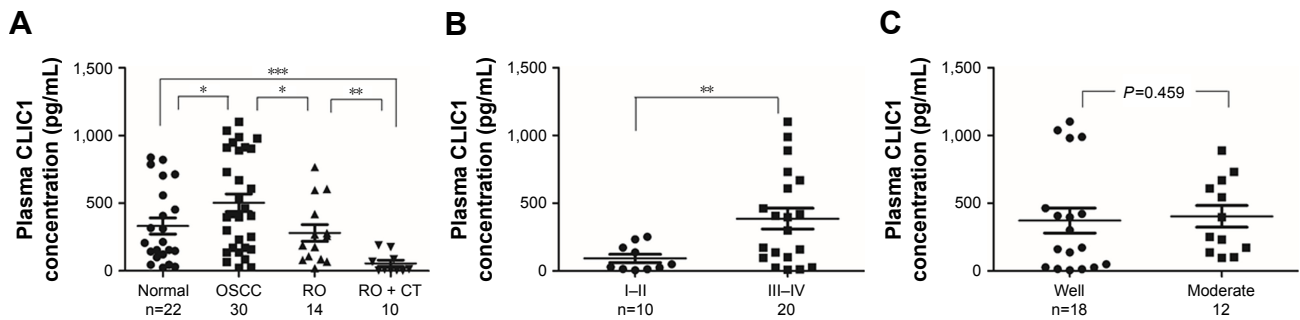 A
Plasma CLIC1
concentration (pg/mL)
1,500
1,000
500
0
***
*
*
**
Normal
n=22
OSCC
30
RO
14
RO + CT
10
B
Plasma CLIC1
concentration (pg/mL)
1,500
1,000
500
0
**
I–II
n=10
III–IV
20
C
Plasma CLIC1
concentration (pg/mL)
1,500
1,000
500
0
P=0.459
Well
n=18
Moderate
12